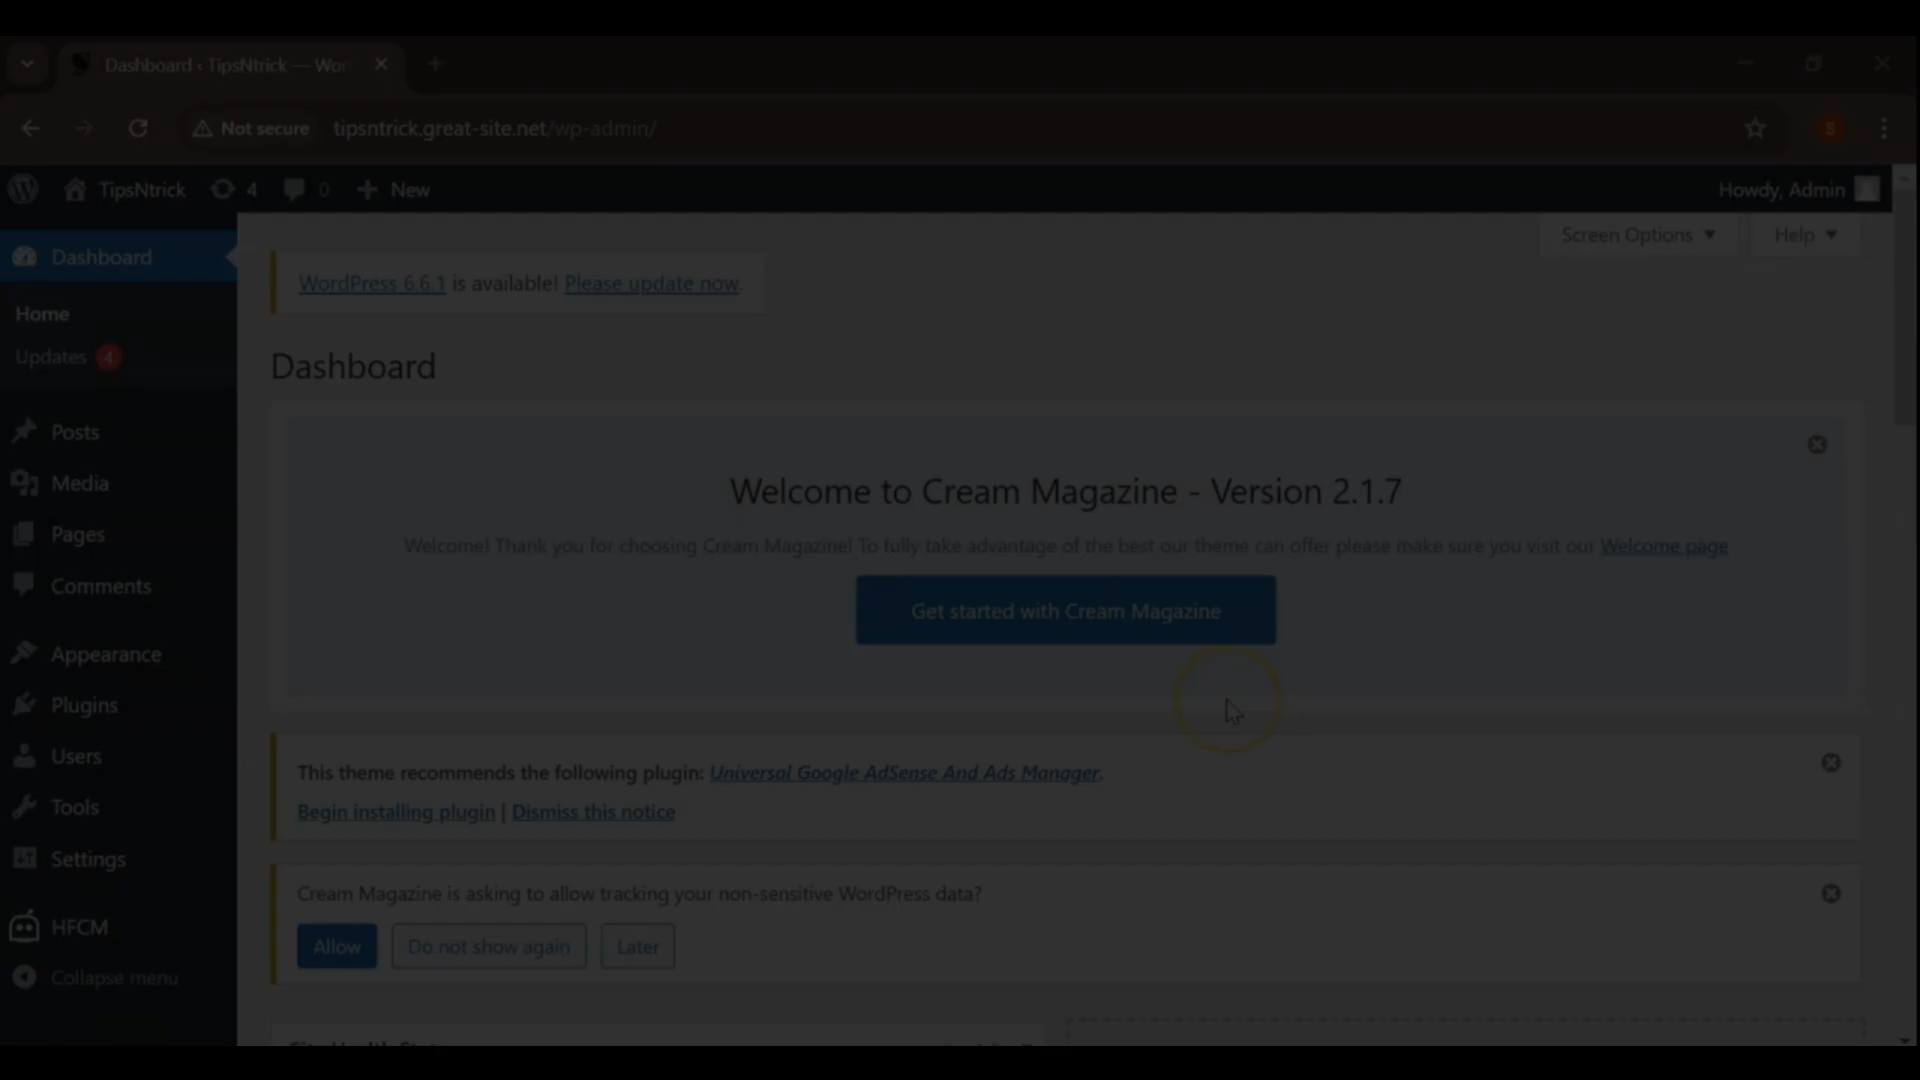 Dashboard ‹ TipsNtrick — Wor
Not secure
tipsntrick.great-site.net/wp-admin/
S
TipsNtrick
4
0
New
Howdy, Admin
Screen Options
Help
Dashboard
Home
Updates 4
Posts
Media
Pages
Comments
Appearance
Plugins
Users
Tools
Settings
HFCM
Collapse menu
WordPress 6.6.1 is available! Please update now.
Dashboard
Welcome to Cream Magazine - Version 2.1.7
Welcome! Thank you for choosing Cream Magazine! To fully take advantage of the best our theme can offer please make sure you visit our Welcome page
Get started with Cream Magazine
This theme recommends the following plugin: Universal Google AdSense And Ads Manager.
Begin installing plugin | Dismiss this notice
Cream Magazine is asking to allow tracking your non-sensitive WordPress data?
Allow
Do not show again
Later